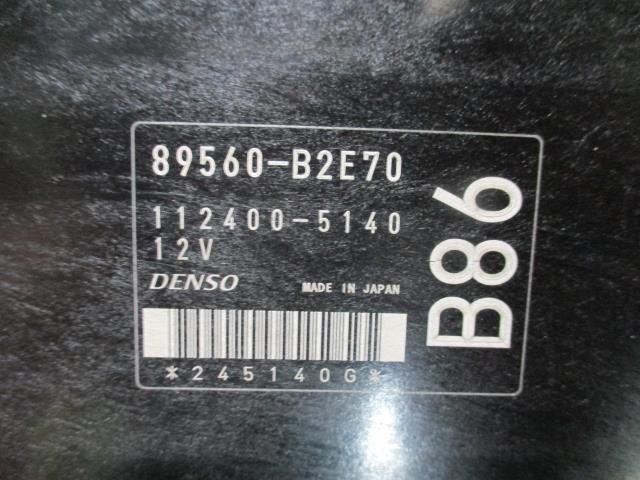 89560-B2E70
112400-5140
12V
DENSO MADE IN JAPAN
*245140G*
B86